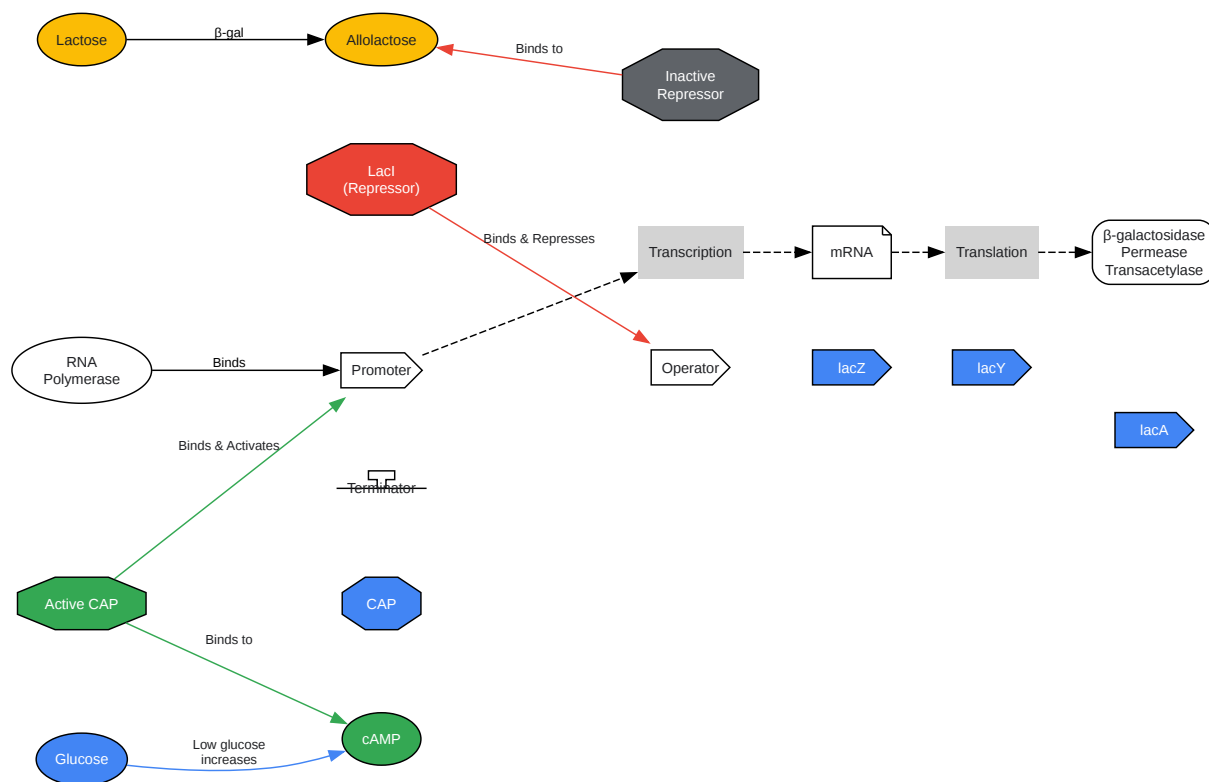 Lactose
β-gal
Allolactose
Binds to
Inactive
Repressor
LacI
(Repressor)
Binds & Represses
Transcription
mRNA
Translation
β-galactosidase
Permease
Transacetylase
RNA
Polymerase
Binds
Promoter
Operator
lacZ
lacY
lacA
Binds & Activates
Terminator
Active CAP
CAP
Binds to
Glucose
Low glucose
increases
cAMP